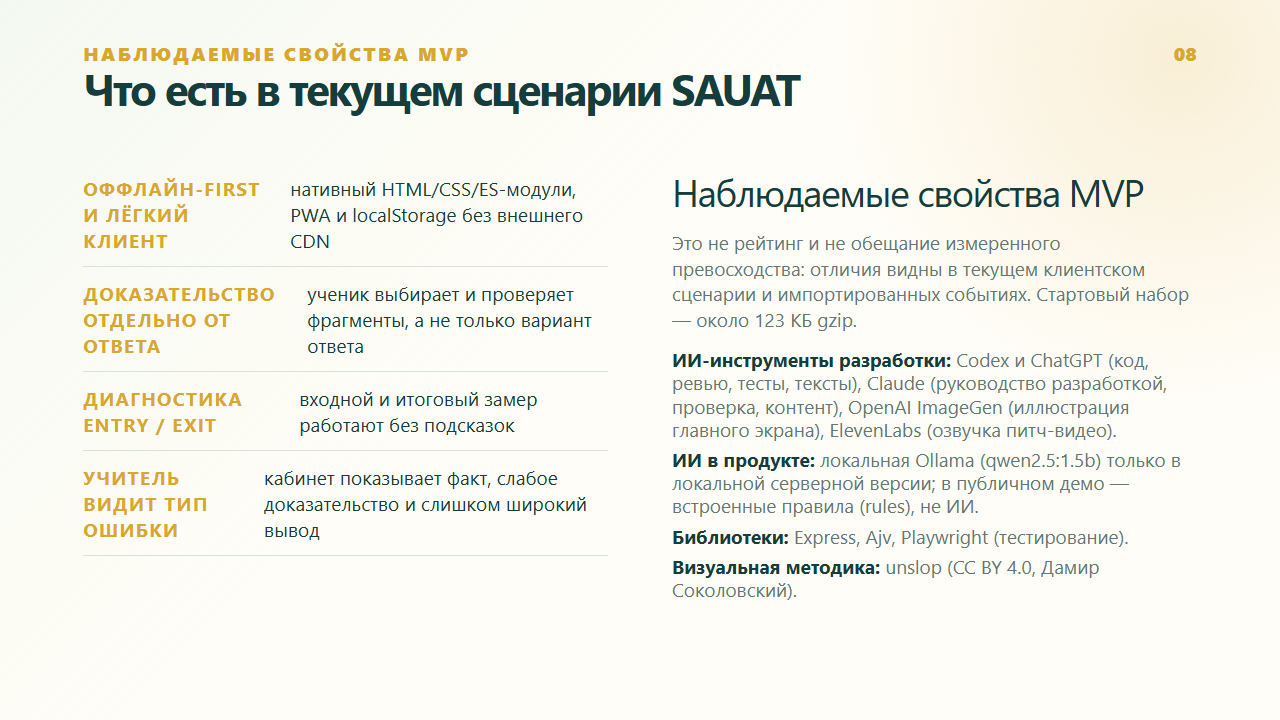 НАБЛЮДАЕМЫЕ СВОЙСТВА MVP
08
Что есть в текущем сценарии SAUAT
ОФФЛАЙН-FIRST
И ЛЁГКИЙ
КЛИЕНТ
нативный HTML/CSS/ES-модули,
PWA и localStorage без внешнего
CDN
ДОКАЗАТЕЛЬСТВО
ОТДЕЛЬНО ОТ
ОТВЕТА
ученик выбирает и проверяет
фрагменты, а не только вариант
ответа
ДИАГНОСТИКА
ENTRY / EXIT
входной и итоговый замер
работают без подсказок
УЧИТЕЛЬ
ВИДИТ ТИП
ОШИБКИ
кабинет показывает факт, слабое
доказательство и слишком широкий
вывод
Наблюдаемые свойства MVP
Это не рейтинг и не обещание измеренного
превосходства: отличия видны в текущем клиентском
сценарии и импортированных событиях. Стартовый набор
— около 123 КБ gzip.
ИИ-инструменты разработки: Codex и ChatGPT (код,
ревью, тесты, тексты), Claude (руководство разработкой,
проверка, контент), OpenAI ImageGen (иллюстрация
главного экрана), ElevenLabs (озвучка питч-видео).
ИИ в продукте: локальная Ollama (qwen2.5:1.5b) только в
локальной серверной версии; в публичном демо —
встроенные правила (rules), не ИИ.
Библиотеки: Express, Ajv, Playwright (тестирование).
Визуальная методика: unslop (CC BY 4.0, Дамир
Соколовский).